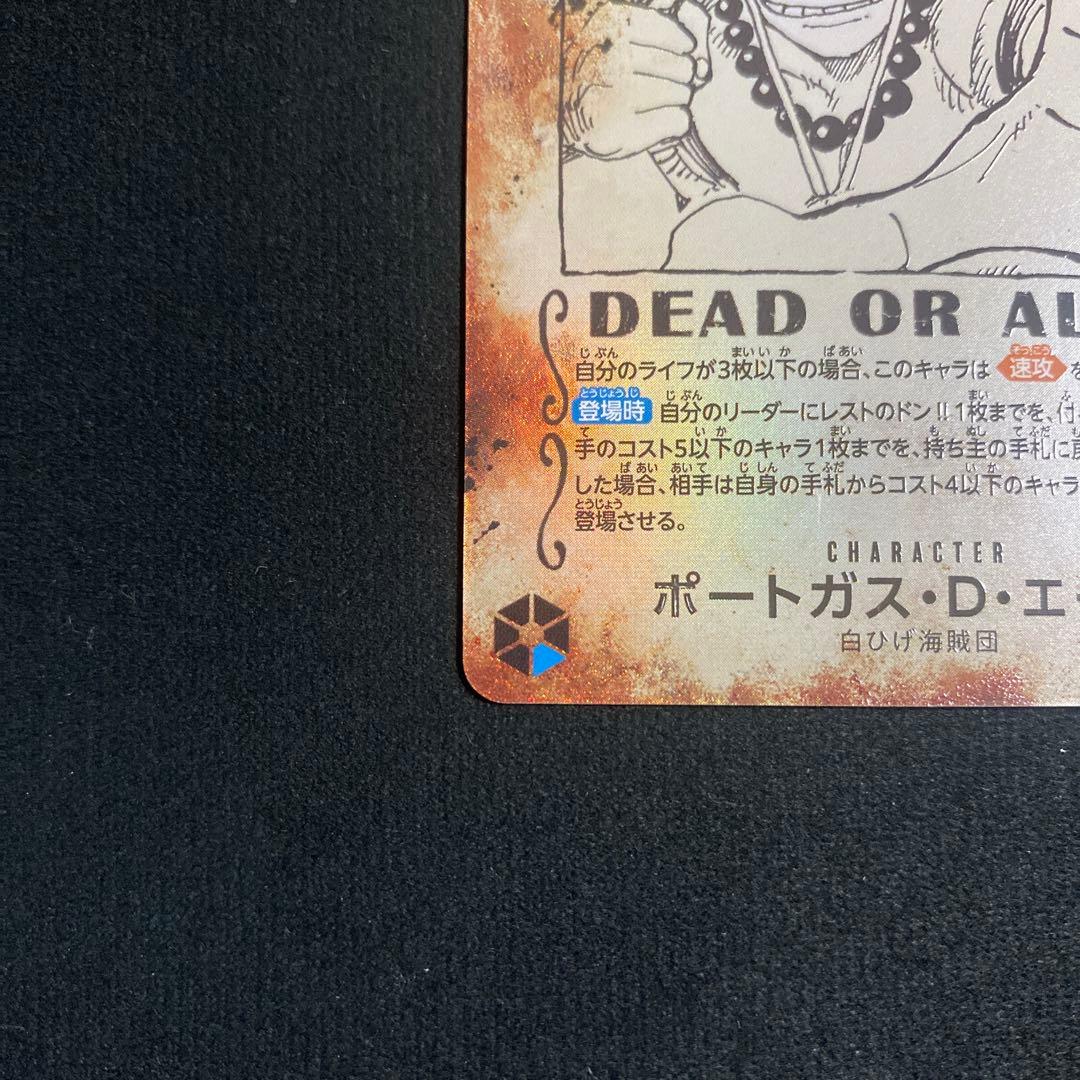 DEAD OR AL
自分のライフが3枚以下の場合、このキャラは 速攻 を
登場時 自分のリーダーにレストのドン!!1枚までを、付
手のコスト5以下のキャラ1枚までを、持ち主の手札に戻
した場合、相手は自身の手札からコスト4以下のキャラ
登場させる。
CHARACTER
ポートガス・D・エ
白ひげ海賊団